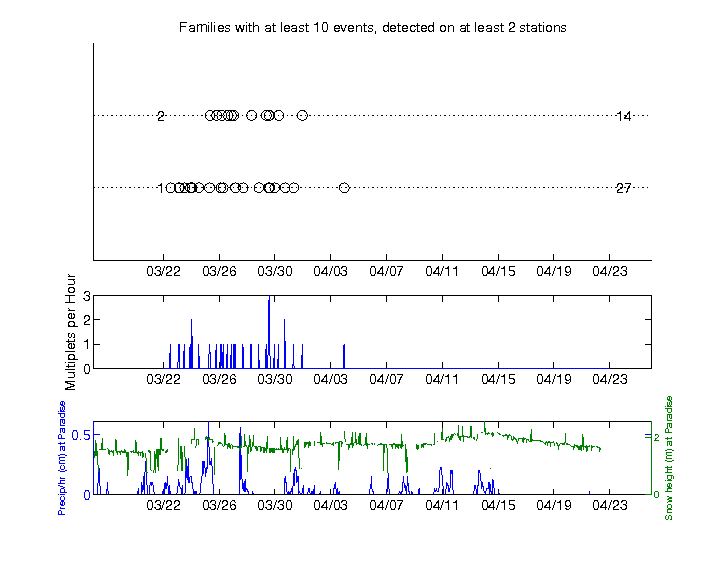 Families with at least 10 events, detected on at least 2 stations
2 14
1 27
03/22 03/26 03/30 04/03 04/07 04/11 04/15 04/19 04/23
Multiplets per Hour
3
2
1
0
03/22 03/26 03/30 04/03 04/07 04/11 04/15 04/19 04/23
Precip/hr (cm) at Paradise
0.5
0
2
0
Snow height (m) at Paradise
03/22 03/26 03/30 04/03 04/07 04/11 04/15 04/19 04/23